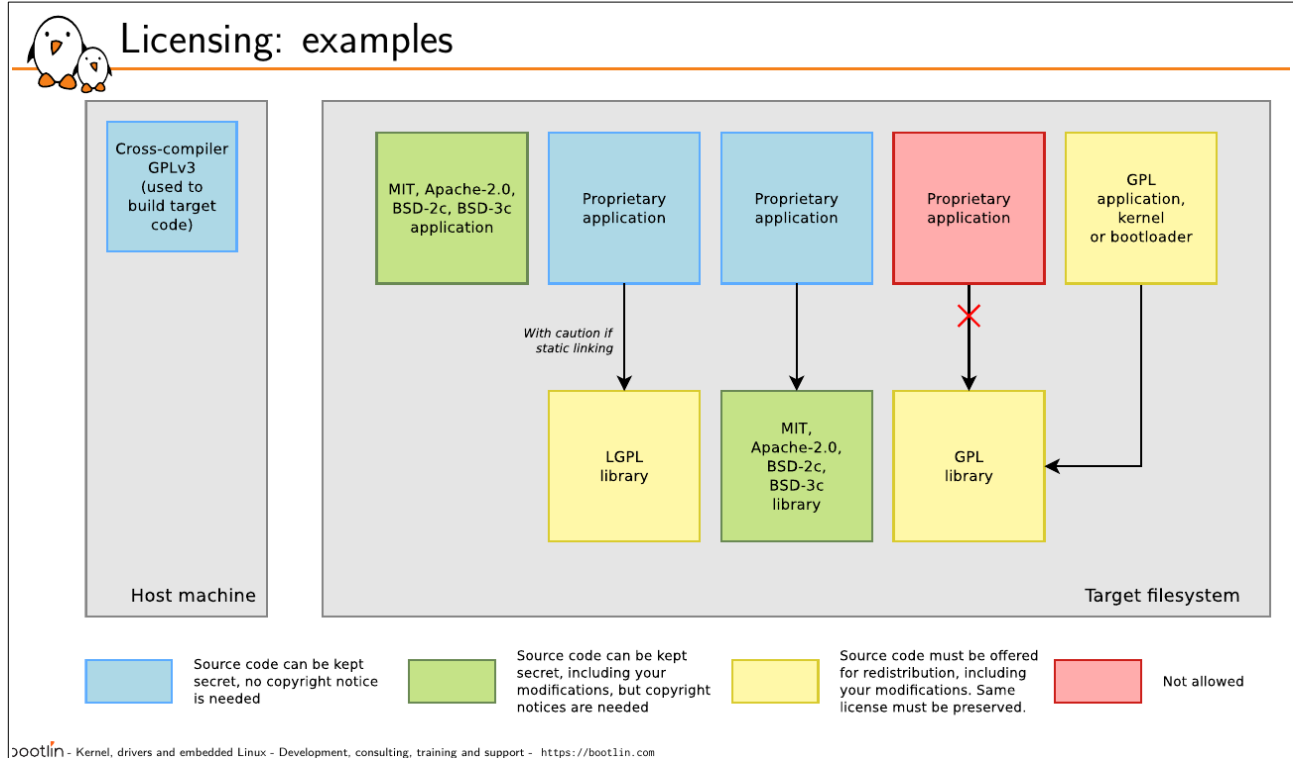 Licensing: examples
Cross-compiler
GPLv3
(used to
build target
code)
Host machine
MIT, Apache-2.0,
BSD-2c, BSD-3c
application
Proprietary
application
Proprietary
application
Proprietary
application
GPL
application,
kernel
or bootloader
With caution if
static linking
LGPL
library
MIT,
Apache-2.0,
BSD-2c,
BSD-3c
library
GPL
library
Target filesystem
Source code can be kept
secret, no copyright notice
is needed
Source code can be kept
secret, including your
modifications, but copyright
notices are needed
Source code must be offered
for redistribution, including
your modifications. Same
license must be preserved.
Not allowed
bootlin - Kernel, drivers and embedded Linux - Development, consulting, training and support - https://bootlin.com